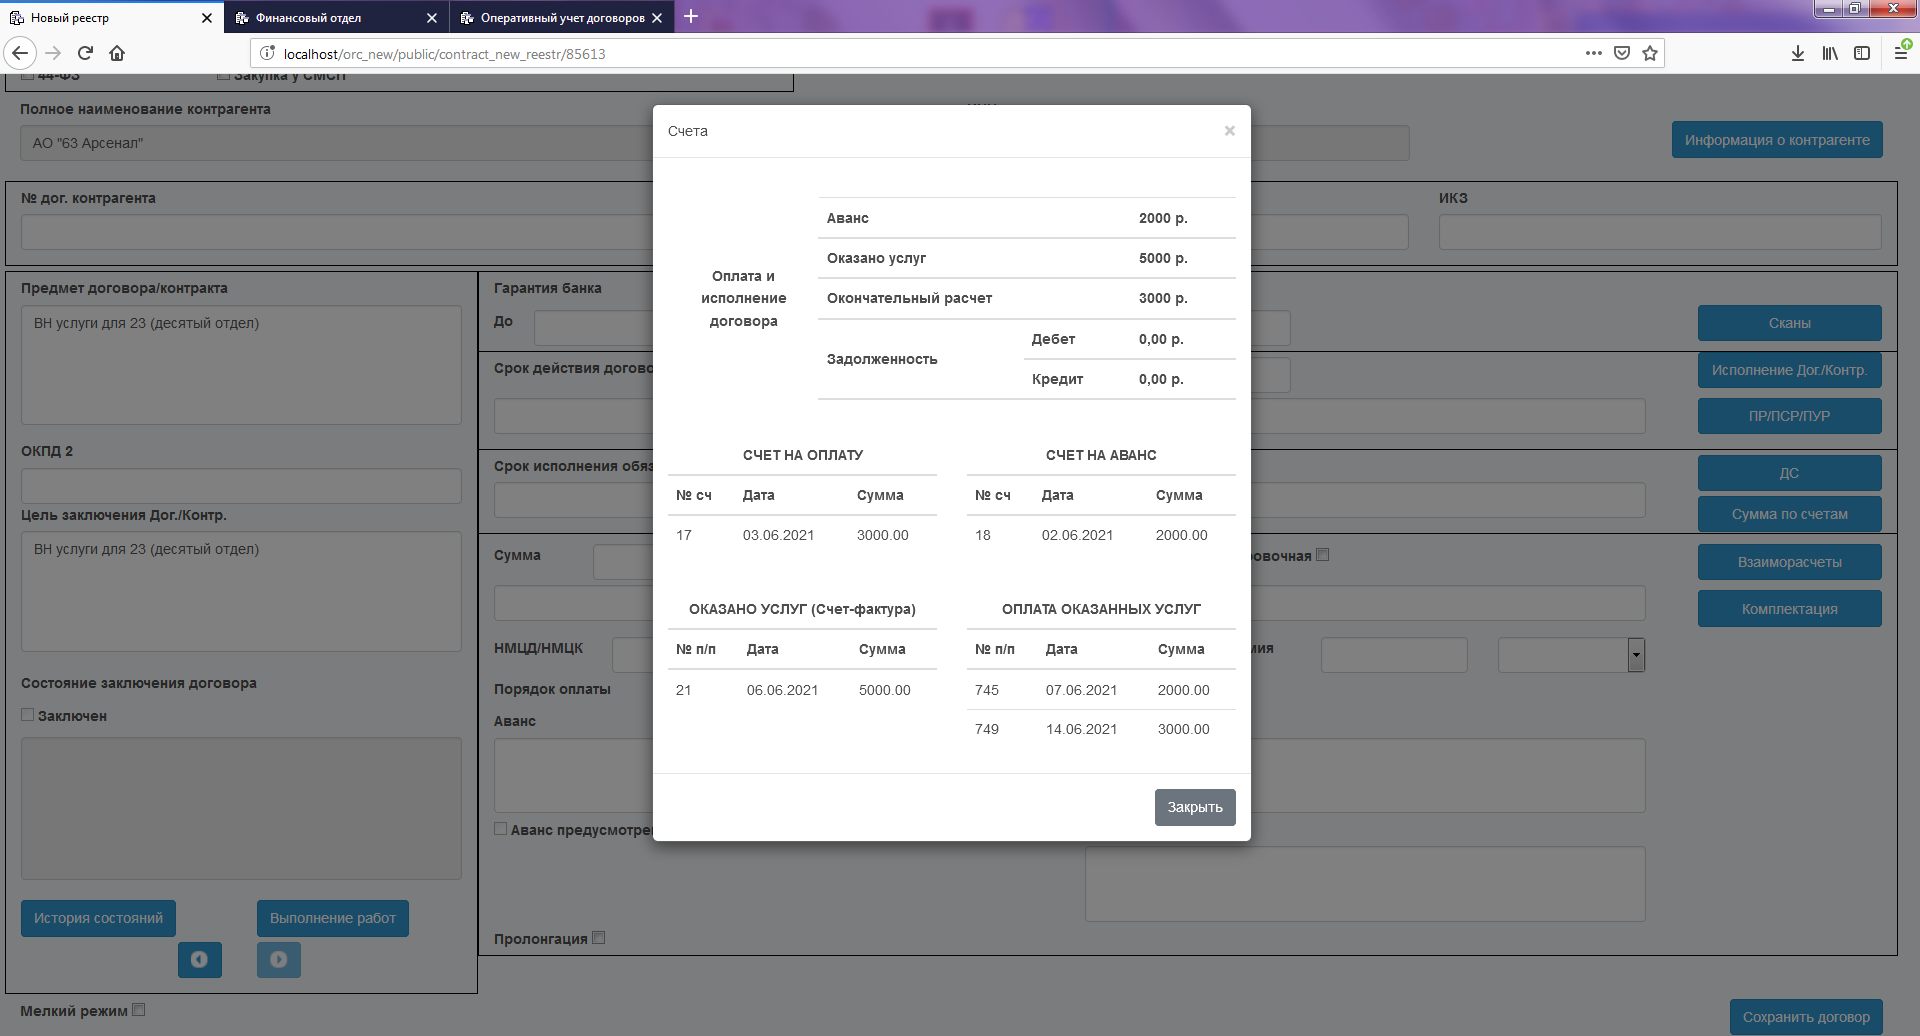 Новый реестр
Финансовый отдел
Оперативный учет договоров
localhost/orc_new/public/contract_new_reestr/85613
44-ФЗ
Закупка у СМСП
Полное наименование контрагента
АО "63 Арсенал"
Информация о контрагенте
№ дог. контрагента
ИКЗ
Предмет договора/контракта
ВН услуги для 23 (десятый отдел)
ОКПД 2
Цель заключения Дог./Контр.
ВН услуги для 23 (десятый отдел)
Состояние заключения договора
Заключен
История состояний
Выполнение работ
Мелкий режим
Гарантия банка
До
Срок действия догово
Срок исполнения обяз
Сумма
овочная
НМЦД/НМЦК
мия
Порядок оплаты
Аванс
Аванс предусмотре
Пролонгация
Сканы
Исполнение Дог./Контр.
ПР/ПСР/ПУР
ДС
Сумма по счетам
Взаиморасчеты
Комплектация
Сохранить договор
Счета
×
Оплата и
исполнение
договора
Аванс 2000 р.
Оказано услуг 5000 р.
Окончательный расчет 3000 р.
Задолженность
Дебет 0,00 р.
Кредит 0,00 р.
СЧЕТ НА ОПЛАТУ
№ сч Дата Сумма
17 03.06.2021 3000.00
СЧЕТ НА АВАНС
№ сч Дата Сумма
18 02.06.2021 2000.00
ОКАЗАНО УСЛУГ (Счет-фактура)
№ п/п Дата Сумма
21 06.06.2021 5000.00
ОПЛАТА ОКАЗАННЫХ УСЛУГ
№ п/п Дата Сумма
745 07.06.2021 2000.00
749 14.06.2021 3000.00
Закрыть